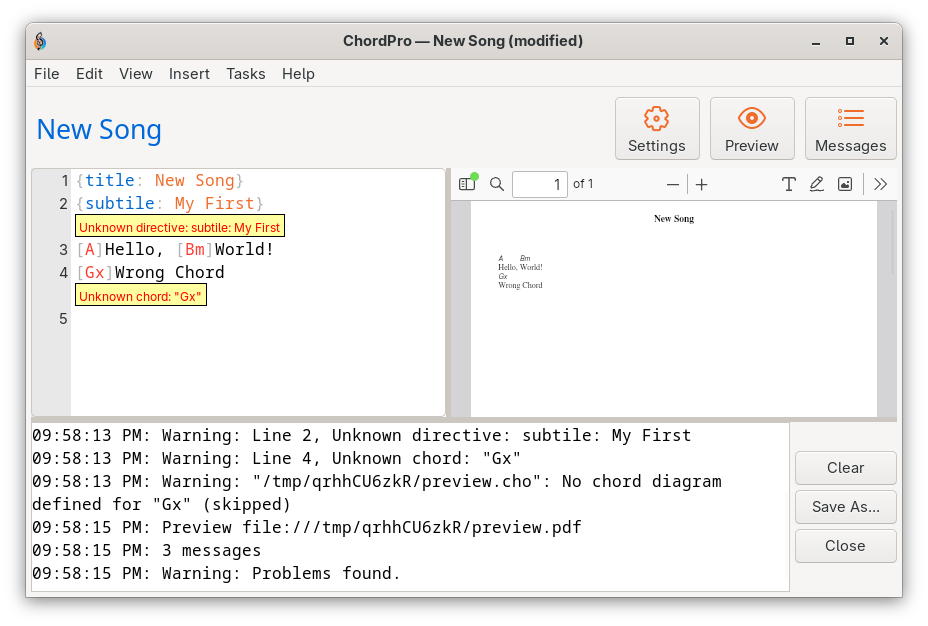 ChordPro — New Song (modified)
File Edit View Insert Tasks Help
New Song
Settings
Preview
Messages
1 {title: New Song}
2 {subtile: My First}
Unknown directive: subtile: My First
3 [A]Hello, [Bm]World!
4 [Gx]Wrong Chord
Unknown chord: "Gx"
5
1 of 1
New Song
A Bm
Hello, World!
Gx
Wrong Chord
09:58:13 PM: Warning: Line 2, Unknown directive: subtile: My First
09:58:13 PM: Warning: Line 4, Unknown chord: "Gx"
09:58:13 PM: Warning: "/tmp/qrhhCU6zkR/preview.cho": No chord diagram
defined for "Gx" (skipped)
09:58:15 PM: Preview file:///tmp/qrhhCU6zkR/preview.pdf
09:58:15 PM: 3 messages
09:58:15 PM: Warning: Problems found.
Clear
Save As...
Close